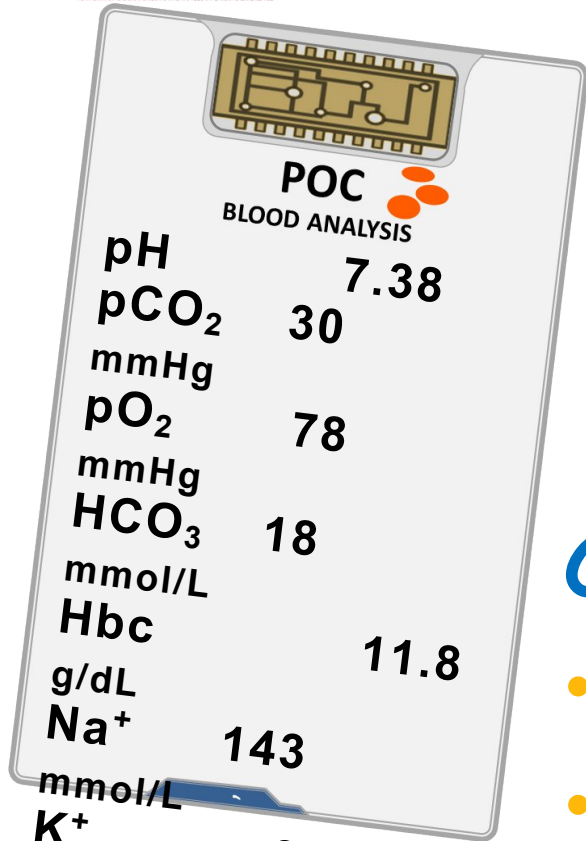 POC
BLOOD ANALYSIS
pH 7.38
pCO₂ 30
mmHg
pO₂ 78
mmHg
HCO₃ 18
mmol/L
Hbc 11.8
g/dL
Na⁺ 143
mmol/L
K⁺